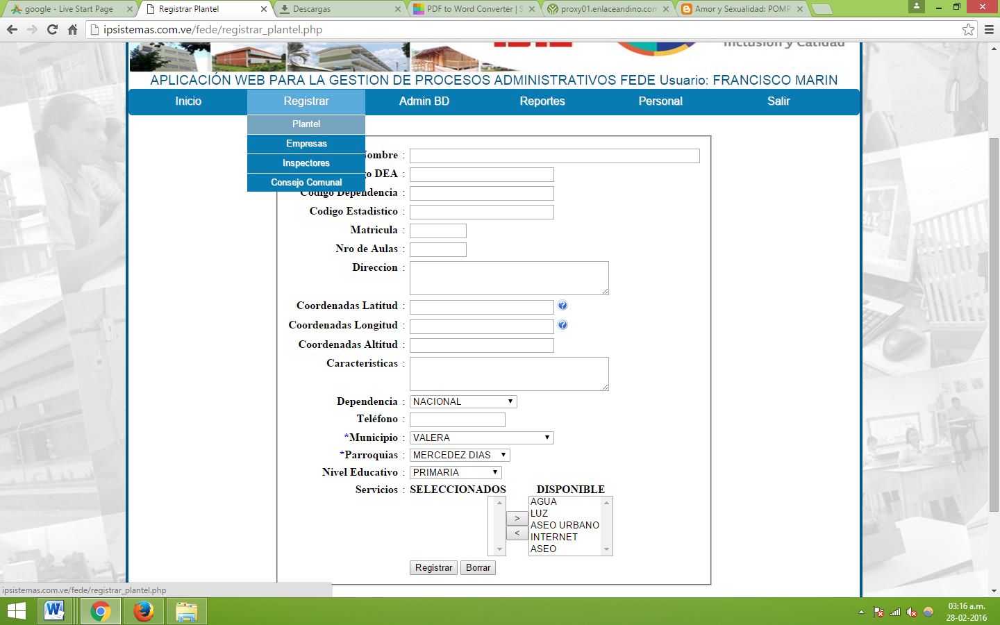 google - Live Start Page
Registrar Plantel
Descargas
PDF to Word Converter | S
proxy01.enlaceandino.com
Amor y Sexualidad: POMP
ipsistemas.com.ve/fede/registrar_plantel.php
Inclusión y Calidad
APLICACIÓN WEB PARA LA GESTION DE PROCESOS ADMINISTRATIVOS FEDE Usuario: FRANCISCO MARIN
Inicio Registrar Admin BD Reportes Personal Salir
Plantel
Empresas
Inspectores
Consejo Comunal
ombre :
go DEA :
Codigo Dependencia :
Codigo Estadistico :
Matricula :
Nro de Aulas :
Direccion :
Coordenadas Latitud :
Coordenadas Longitud :
Coordenadas Altitud :
Caracteristicas :
Dependencia : NACIONAL
Teléfono :
*Municipio : VALERA
*Parroquias : MERCEDEZ DIAS
Nivel Educativo : PRIMARIA
Servicios : SELECCIONADOS DISPONIBLE
AGUA
LUZ
ASEO URBANO
INTERNET
ASEO
>
<
Registrar Borrar
ipsistemas.com.ve/fede/registrar_plantel.php
03:16 a.m.
28-02-2016